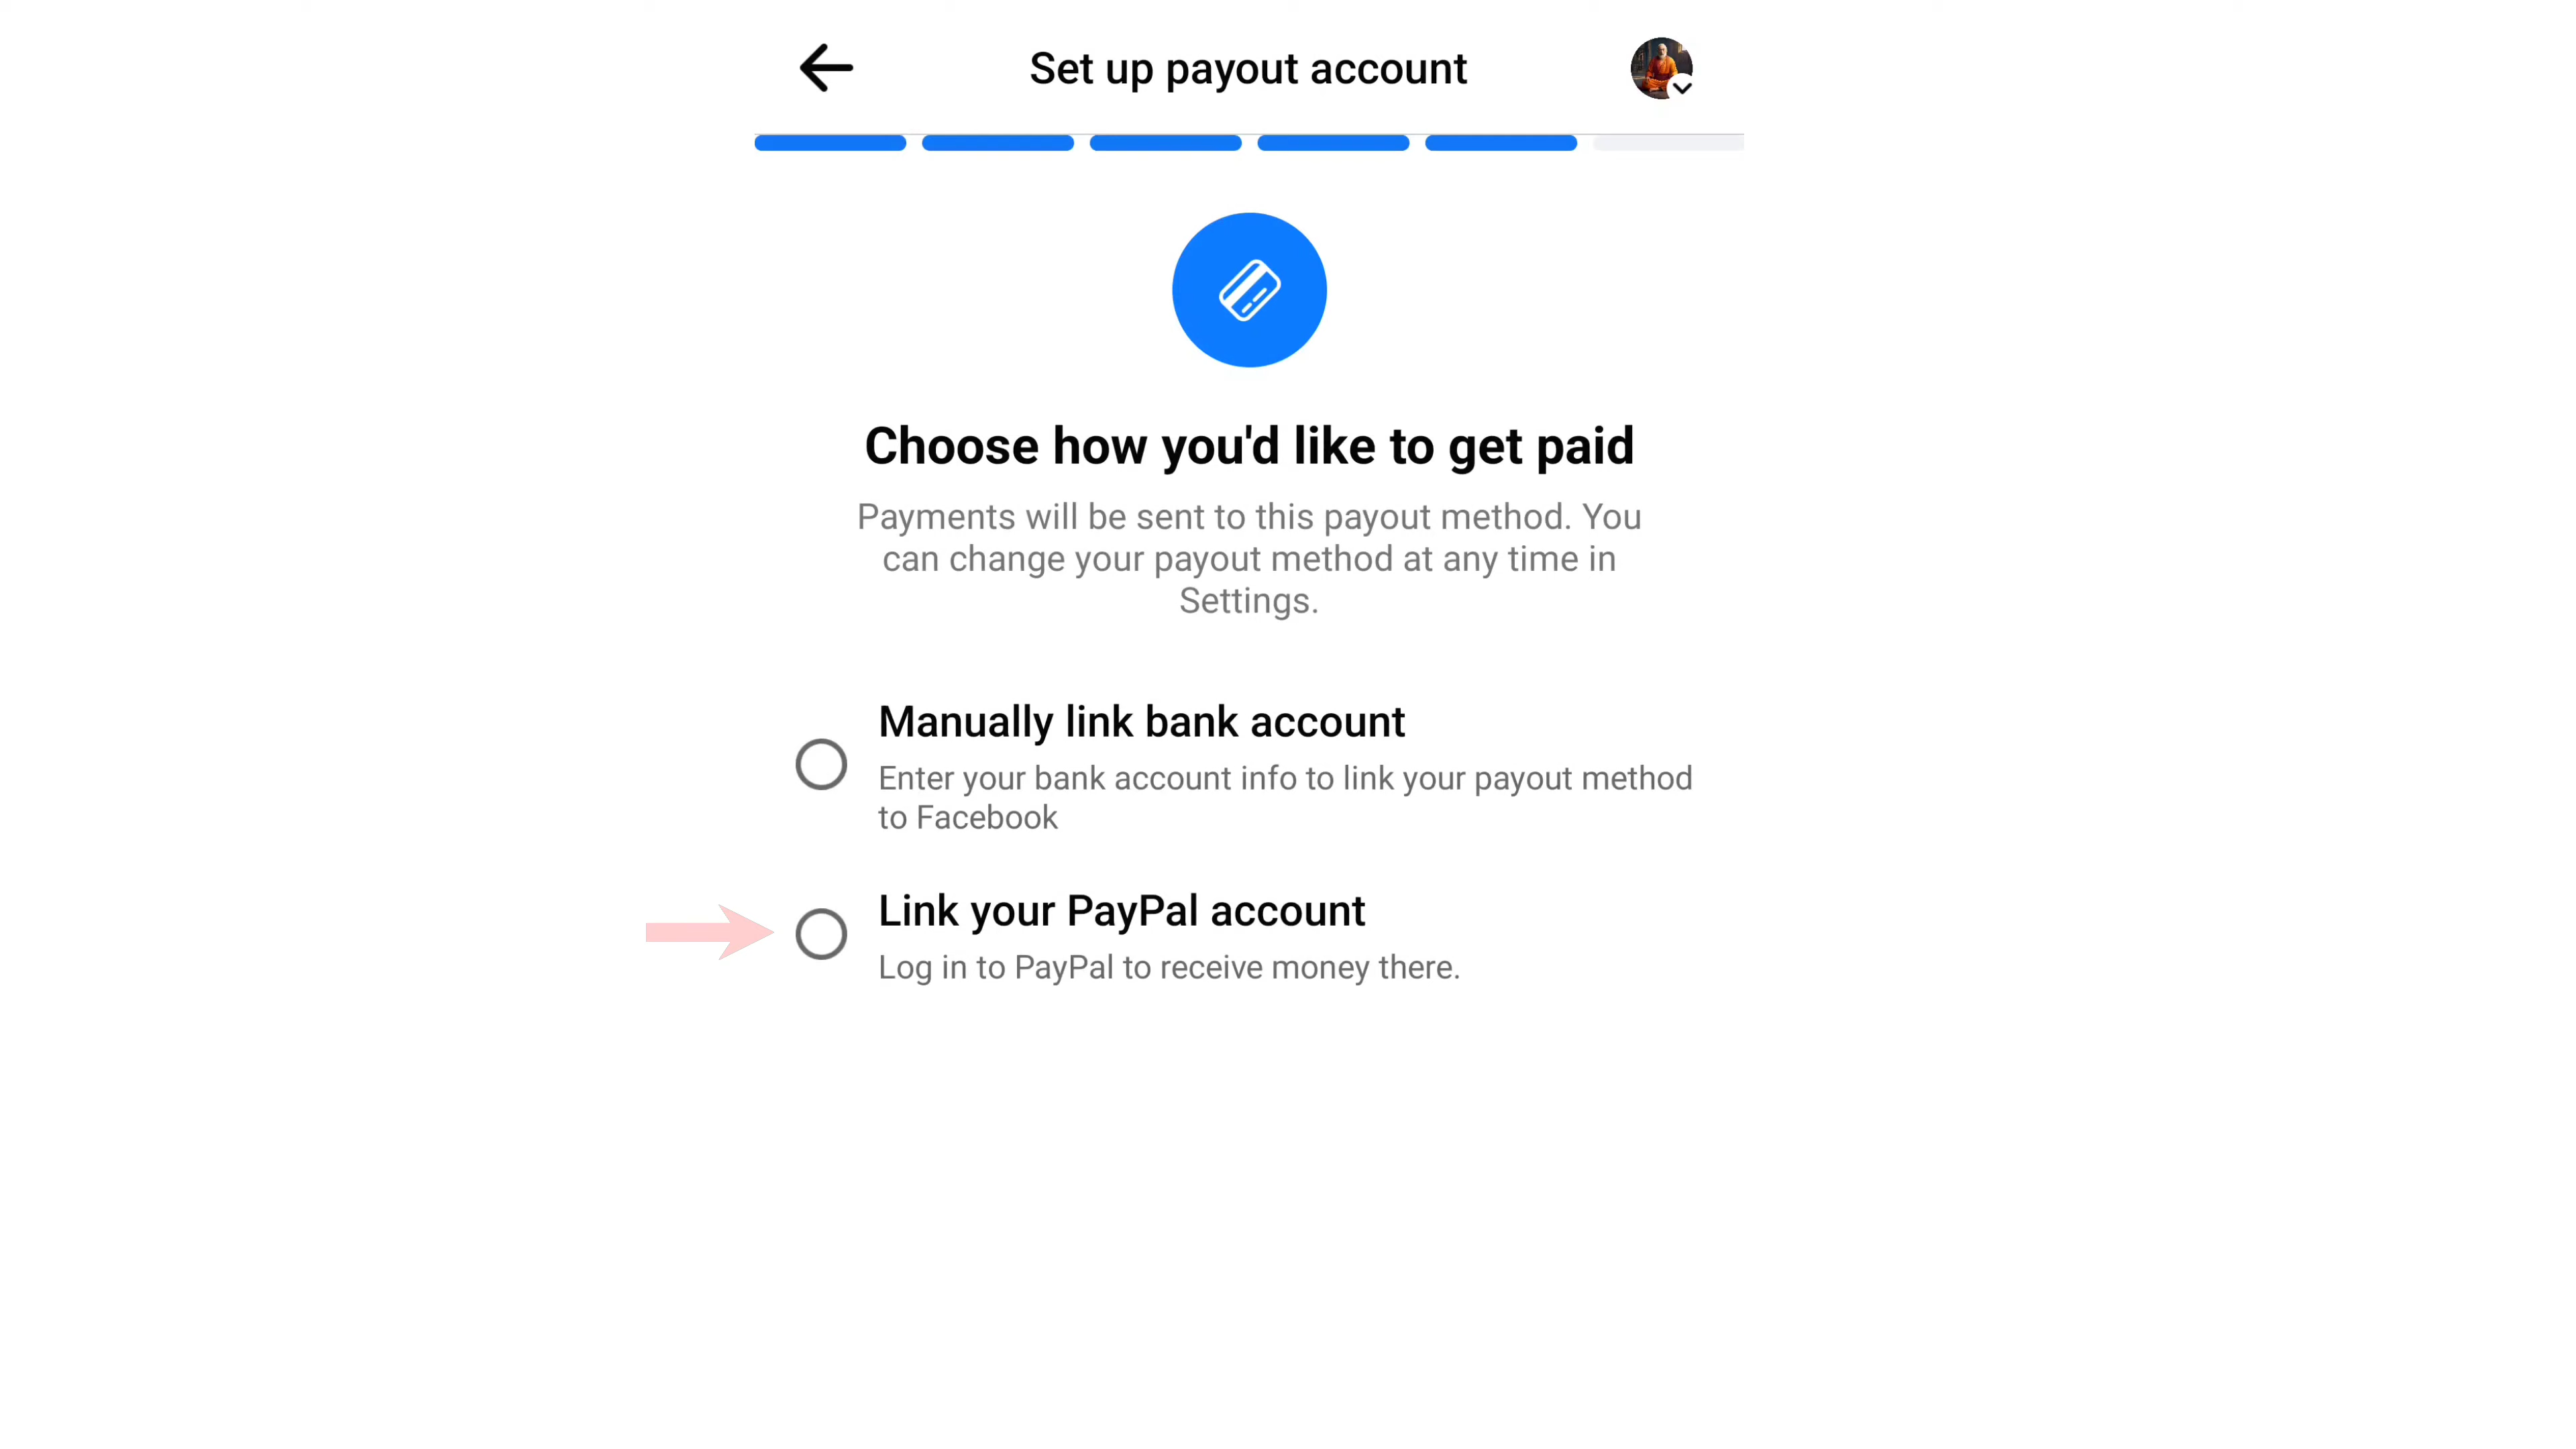 Set up payout account
Choose how you'd like to get paid
Payments will be sent to this payout method. You
can change your payout method at any time in
Settings.
Manually link bank account
Enter your bank account info to link your payout method
to Facebook
Link your PayPal account
Log in to PayPal to receive money there.